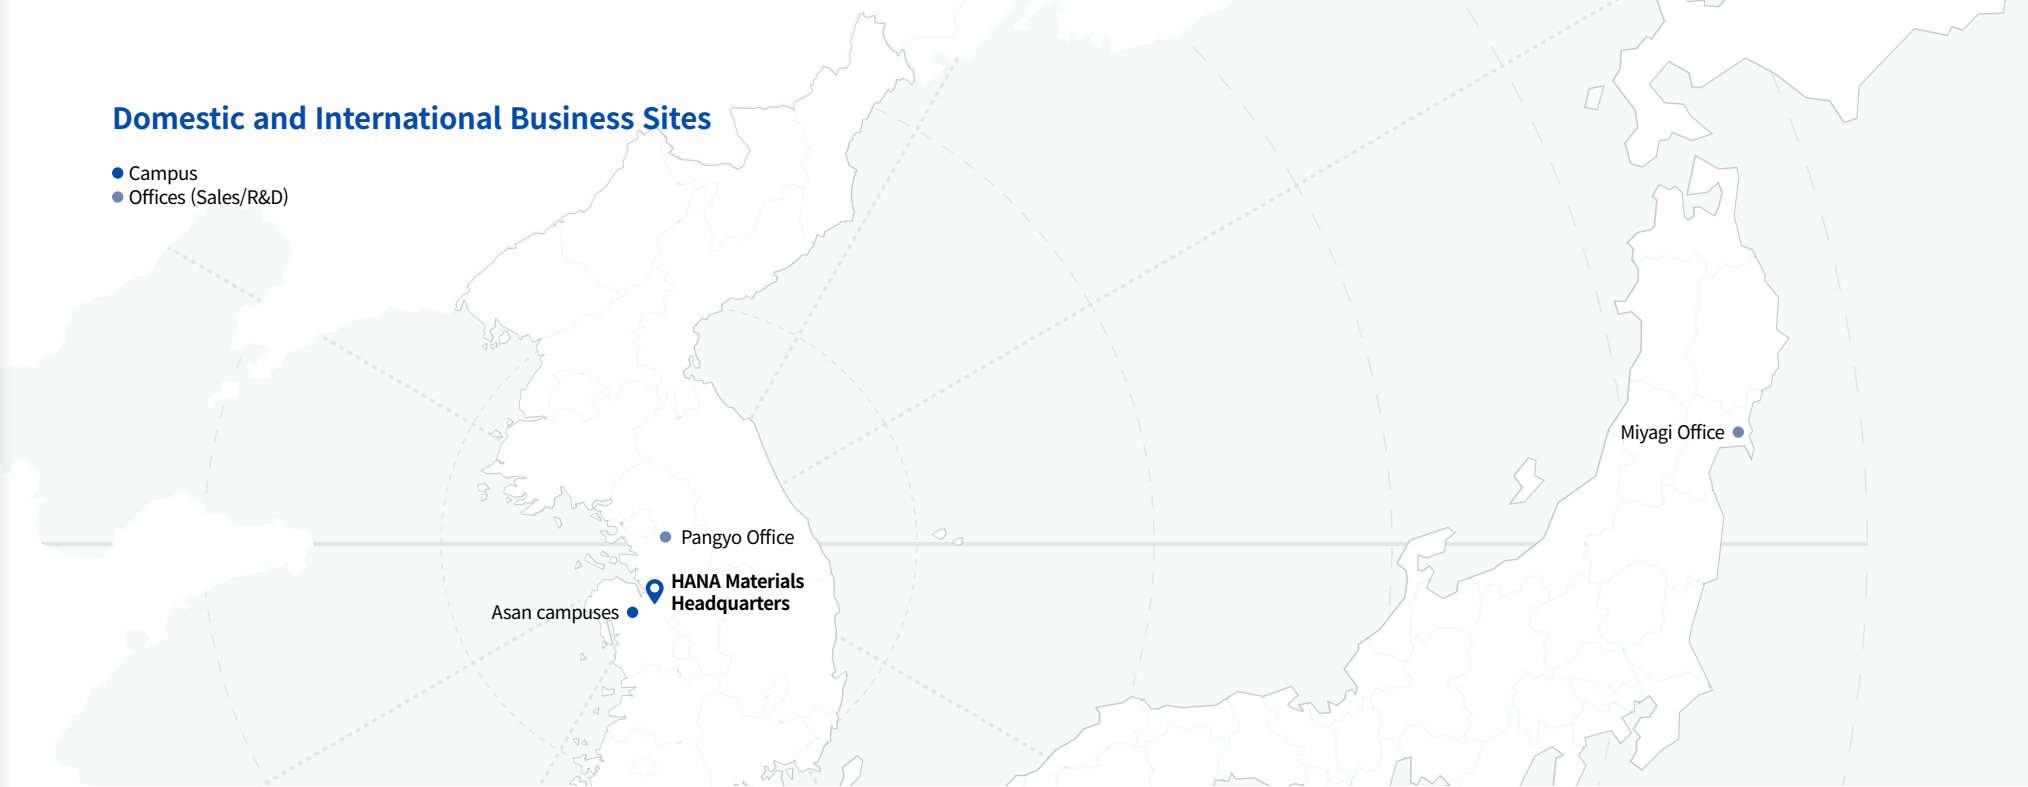 Domestic and International Business Sites
Campus
Offices (Sales/R&D)
Miyagi Office
Pangyo Office
HANA Materials
Headquarters
Asan campuses